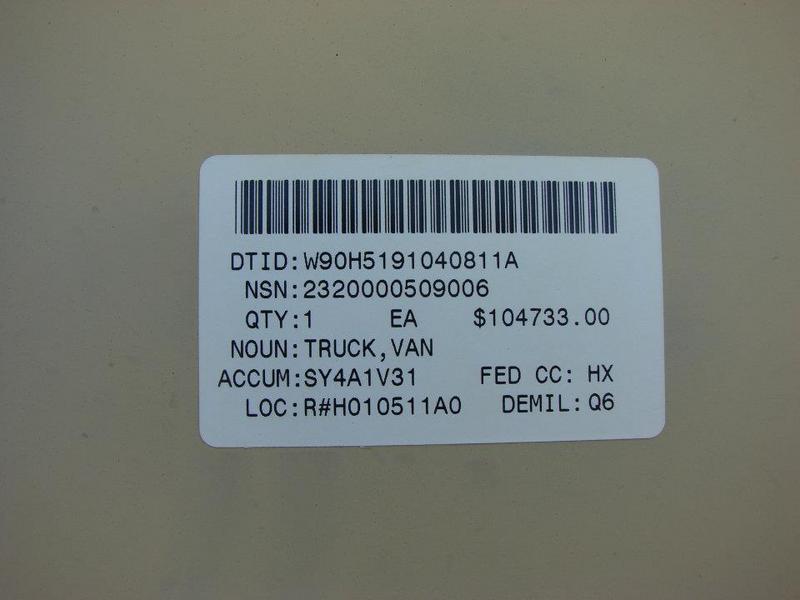 DTID:W90H5191040811A
NSN:2320000509006
QTY:1 EA $104733.00
NOUN:TRUCK,VAN
ACCUM:SY4A1V31 FED CC: HX
LOC:R#H010511A0 DEMIL:Q6